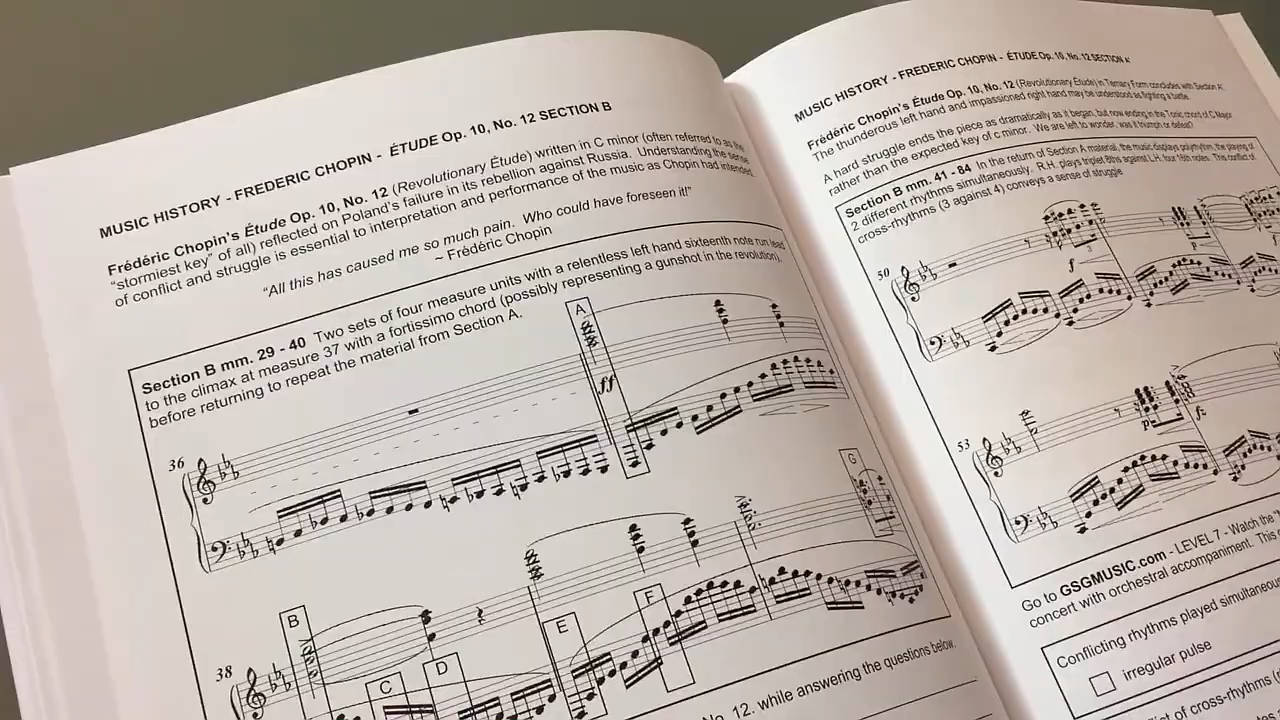 MUSIC HISTORY - FREDERIC CHOPIN - ÉTUDE Op. 10, No. 12 SECTION B
Frédéric Chopin's Étude Op. 10, No. 12 (Revolutionary Étude) written in C minor (often referred to as the
"stormiest key" of all) reflected on Poland's failure in its rebellion against Russia. Understanding the sense
of conflict and struggle is essential to interpretation and performance of the music as Chopin had intended.
"All this has caused me so much pain. Who could have foreseen it!"
~ Frédéric Chopin
Section B mm. 29 - 40 Two sets of four measure units with a relentless left hand sixteenth note run lead
to the climax at measure 37 with a fortissimo chord (possibly representing a gunshot in the revolution),
before returning to repeat the material from Section A.
A
ff
36
G
38
B
C
D
E
F
No. 12. while answering the questions below.
MUSIC HISTORY - FREDERIC CHOPIN - ÉTUDE Op. 10, No. 12 SECTION A'
Frédéric Chopin's Étude Op. 10, No. 12 (Revolutionary Étude) in Ternary Form concludes with Section A'.
The thunderous left hand and impassioned right hand may be understood as fighting a battle.
A hard struggle ends the piece as dramatically as it began, but now ending in the Tonic chord of C Major
rather than the expected key of c minor. We are left to wonder, was it triumph or defeat?
Section B mm. 41 - 84 In the return of Section A material, the music displays polyrhythm, the playing of
2 different rhythms simultaneously. R.H. plays triplet 8ths against L.H. four 16th notes. This conflict of
cross-rhythms (3 against 4) conveys a sense of struggle.
50
f
p
53
p
fz
Go to GSGMUSIC.com - LEVEL 7 - Watch the
concert with orchestral accompaniment. This
Conflicting rhythms played simultaneous
irregular pulse
of cross-rhythms